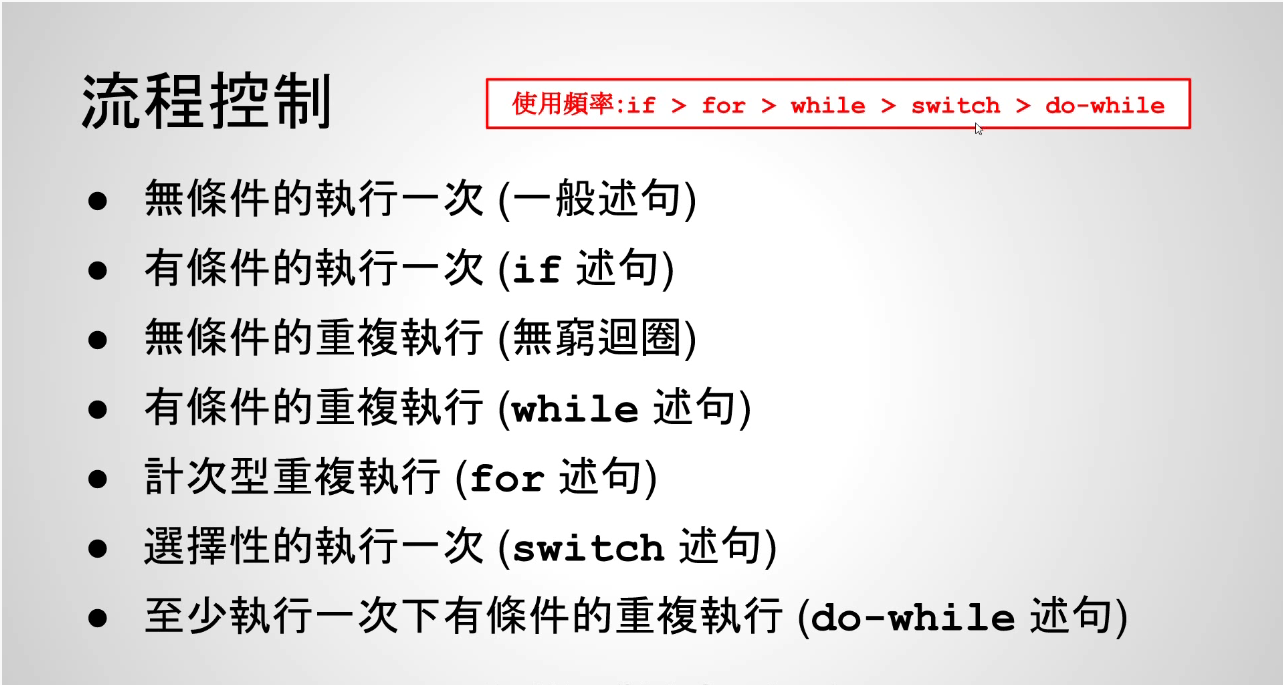 流程控制
使用頻率:if > for > while > switch > do-while
● 無條件的執行一次 (一般述句)
● 有條件的執行一次 (if 述句)
● 無條件的重複執行 (無窮迴圈)
● 有條件的重複執行 (while 述句)
● 計次型重複執行 (for 述句)
● 選擇性的執行一次 (switch 述句)
● 至少執行一次下有條件的重複執行 (do-while 述句)